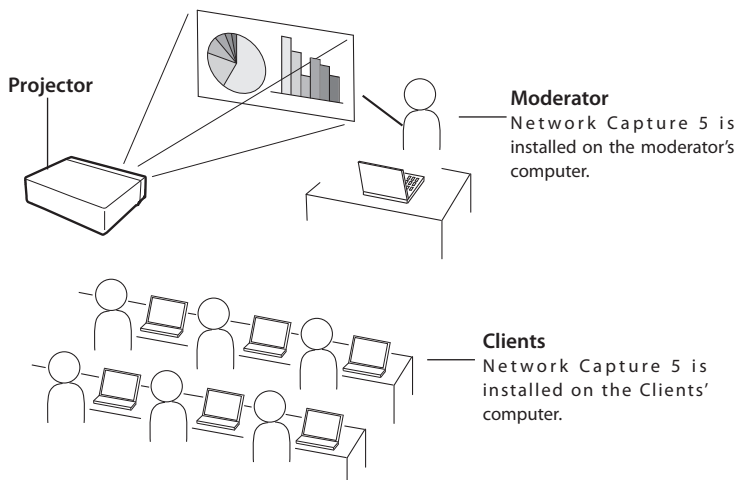 Projector
Moderator
Network Capture 5 is
installed on the moderator's
computer.
Clients
Network Capture 5 is
installed on the Clients'
computer.